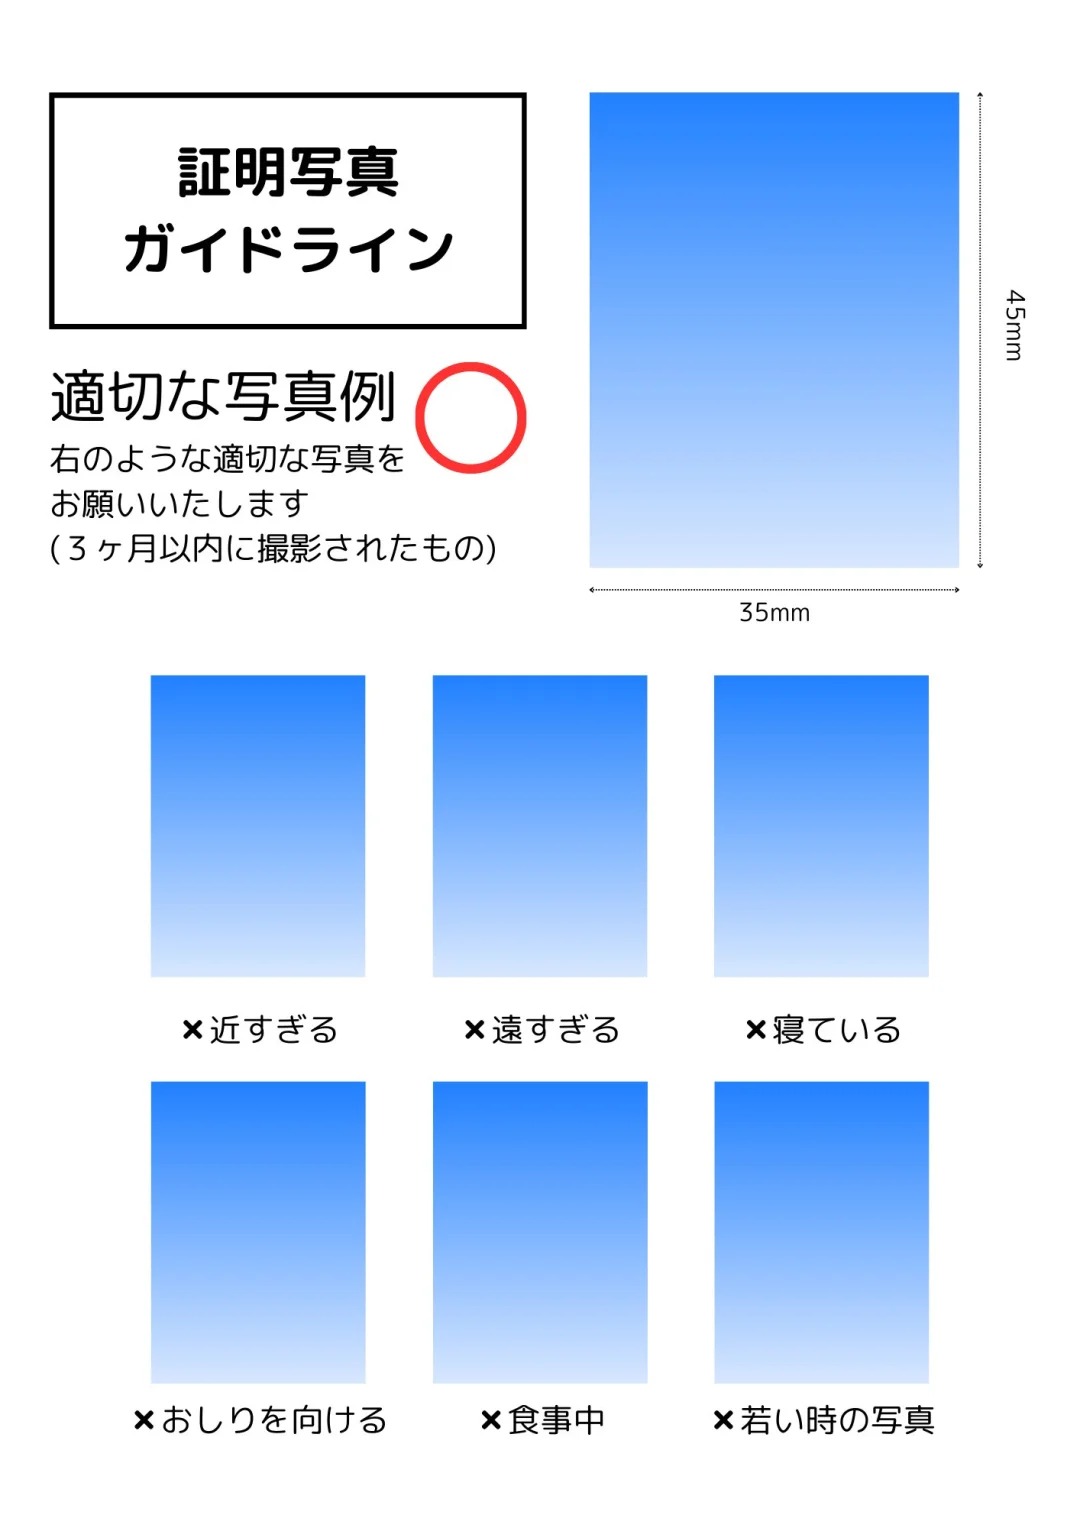 証明写真
ガイドライン
適切な写真例
右のような適切な写真を
お願いいたします
(３ヶ月以内に撮影されたもの)
45mm
35mm
×近すぎる
×遠すぎる
×寝ている
×おしりを向ける
×食事中
×若い時の写真